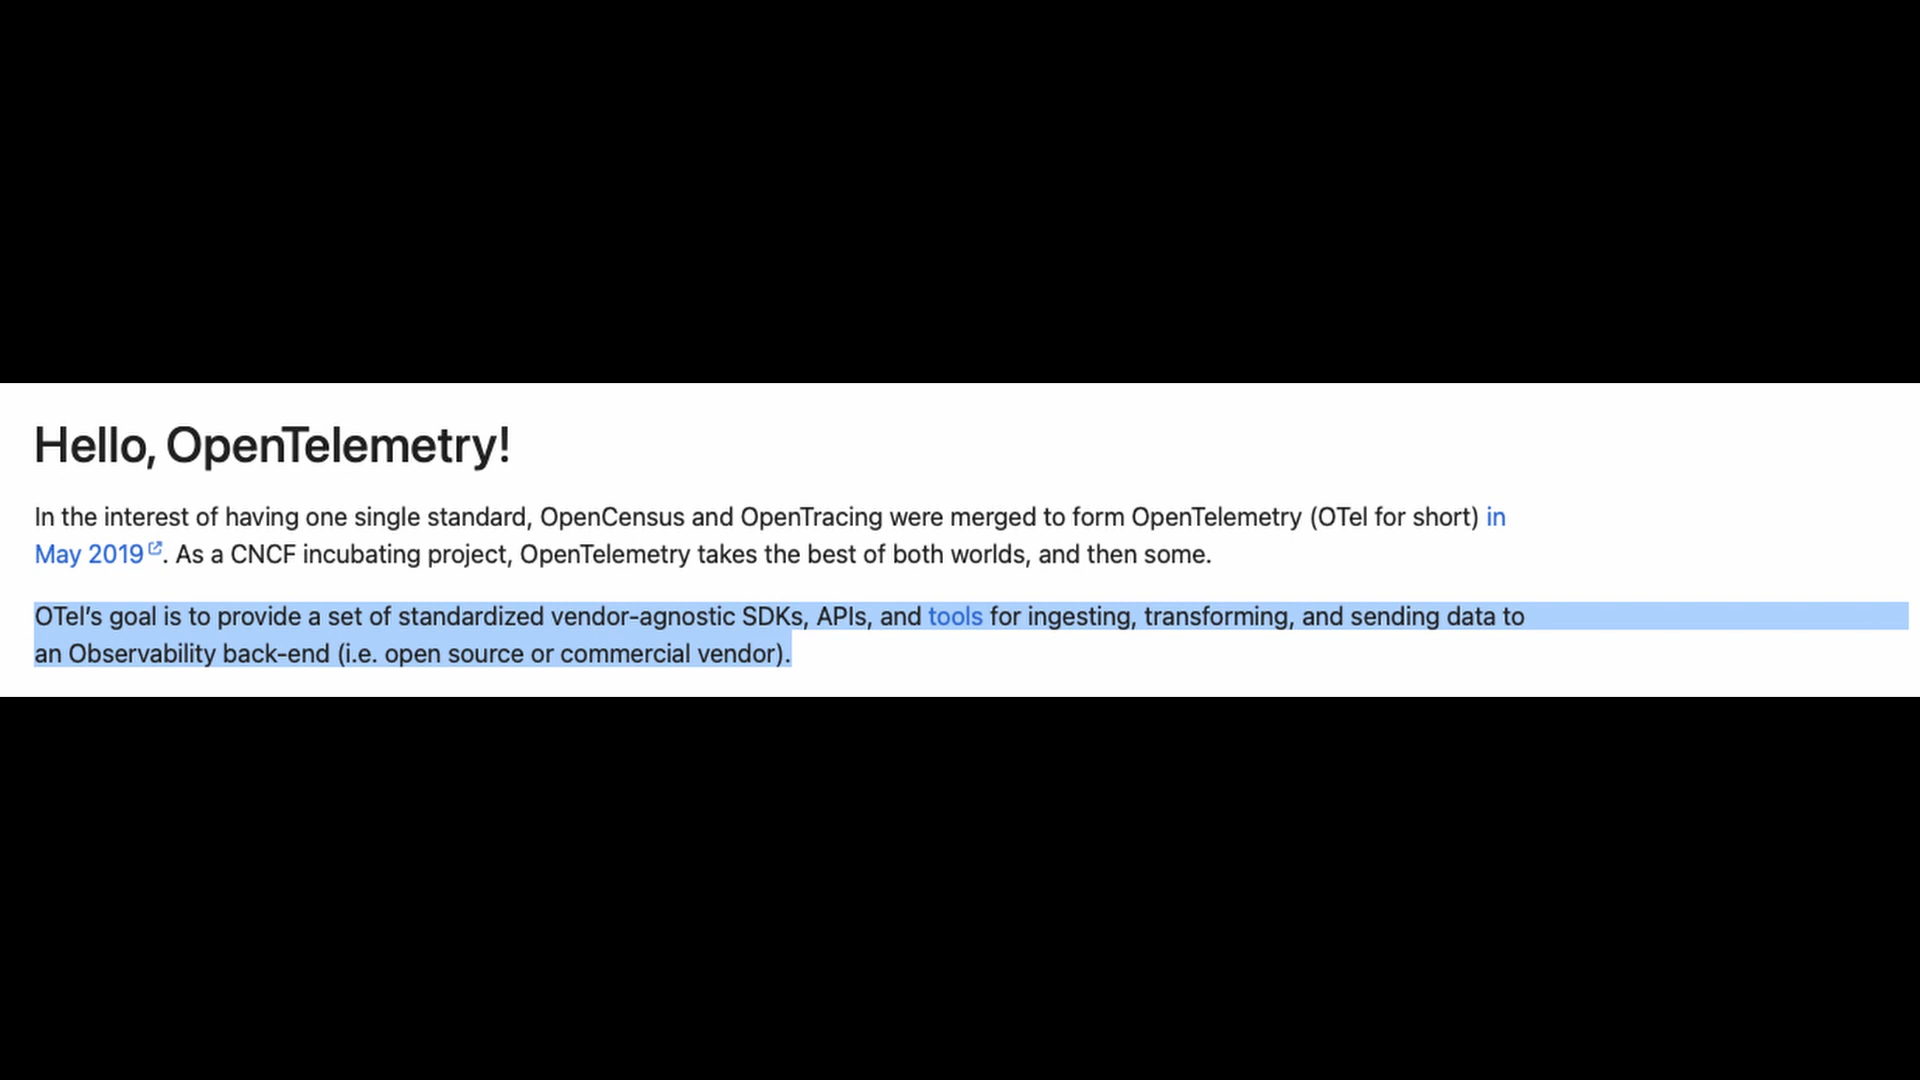 Hello, OpenTelemetry!
In the interest of having one single standard, OpenCensus and OpenTracing were merged to form OpenTelemetry (OTel for short) in
May 2019. As a CNCF incubating project, OpenTelemetry takes the best of both worlds, and then some.
OTel’s goal is to provide a set of standardized vendor-agnostic SDKs, APIs, and tools for ingesting, transforming, and sending data to
an Observability back-end (i.e. open source or commercial vendor).